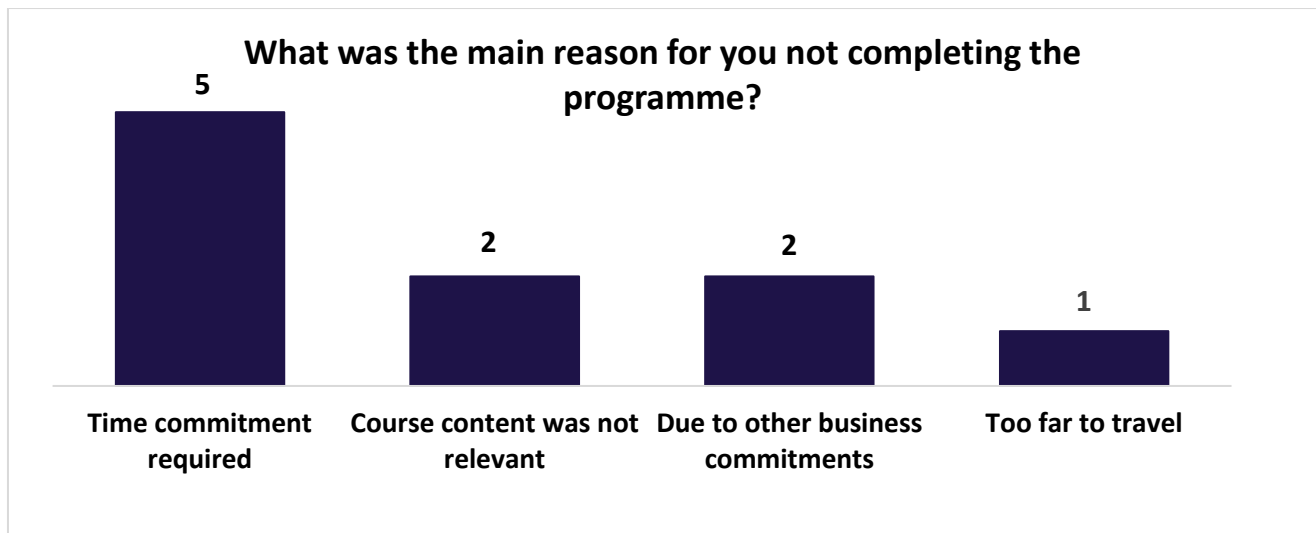 What was the main reason for you not completing the
programme?
5
2
2
1
Time commitment
required
Course content was not
relevant
Due to other business
commitments
Too far to travel